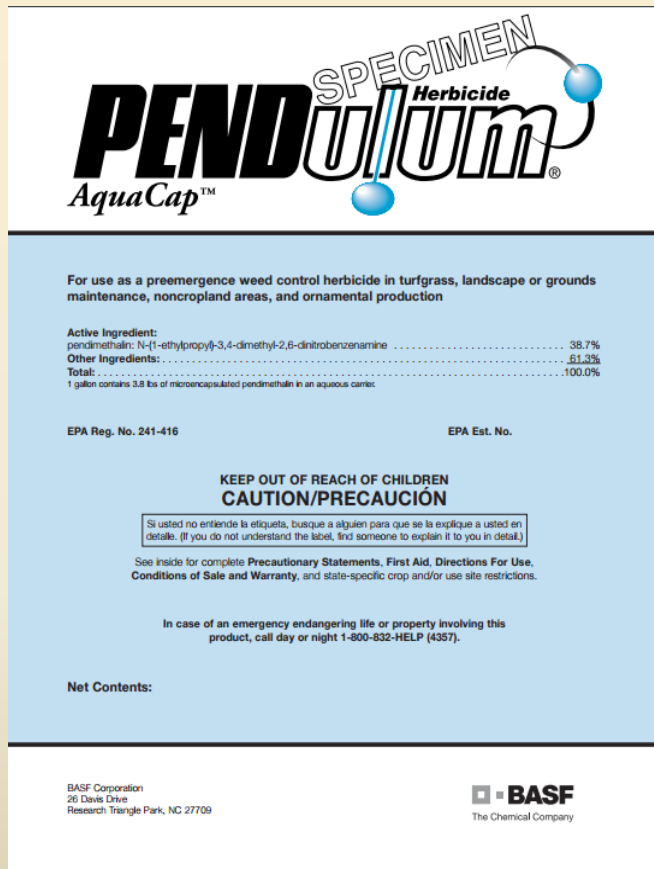 SPECIMEN
PENDulum®
Herbicide
AquaCap™
For use as a preemergence weed control herbicide in turfgrass, landscape or grounds
maintenance, noncropland areas, and ornamental production
Active Ingredient:
pendimethalin: N-(1-ethylpropyl)-3,4-dimethyl-2,6-dinitrobenzenamine . . . . . . . . . . . . . . . . . . . . . . . . . . . 38.7%
Other Ingredients: . . . . . . . . . . . . . . . . . . . . . . . . . . . . . . . . . . . . . . . . . . . . . . . . . . . . . . . . . . . . . 61.3%
Total: . . . . . . . . . . . . . . . . . . . . . . . . . . . . . . . . . . . . . . . . . . . . . . . . . . . . . . . . . . . . . . . . . . . . . . .100.0%
1 gallon contains 3.8 lbs of microencapsulated pendimethalin in an aqueous carrier.
EPA Reg. No. 241-416 EPA Est. No.
KEEP OUT OF REACH OF CHILDREN
CAUTION/PRECAUCIÓN
Si usted no entiende la etiqueta, busque a alguien para que se la explique a usted en
detalle. (If you do not understand the label, find someone to explain it to you in detail.)
See inside for complete Precautionary Statements, First Aid, Directions For Use,
Conditions of Sale and Warranty, and state-specific crop and/or use site restrictions.
In case of an emergency endangering life or property involving this
product, call day or night 1-800-832-HELP (4357).
Net Contents:
BASF Corporation
26 Davis Drive
Research Triangle Park, NC 27709
BASF
The Chemical Company